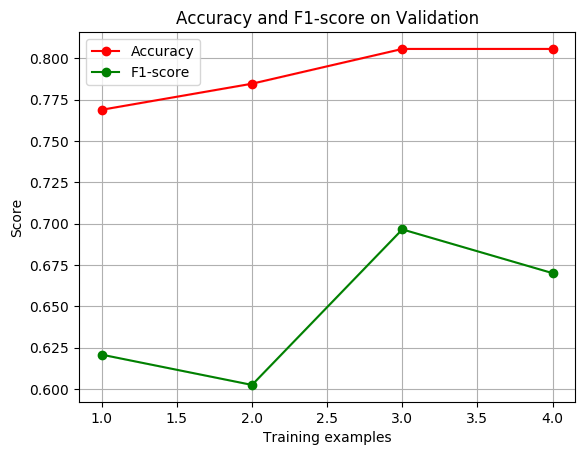 Accuracy and F1-score on Validation
Accuracy
F1-score
0.800
0.775
0.750
0.725
0.700
0.675
0.650
0.625
0.600
Score
1.0 1.5 2.0 2.5 3.0 3.5 4.0
Training examples